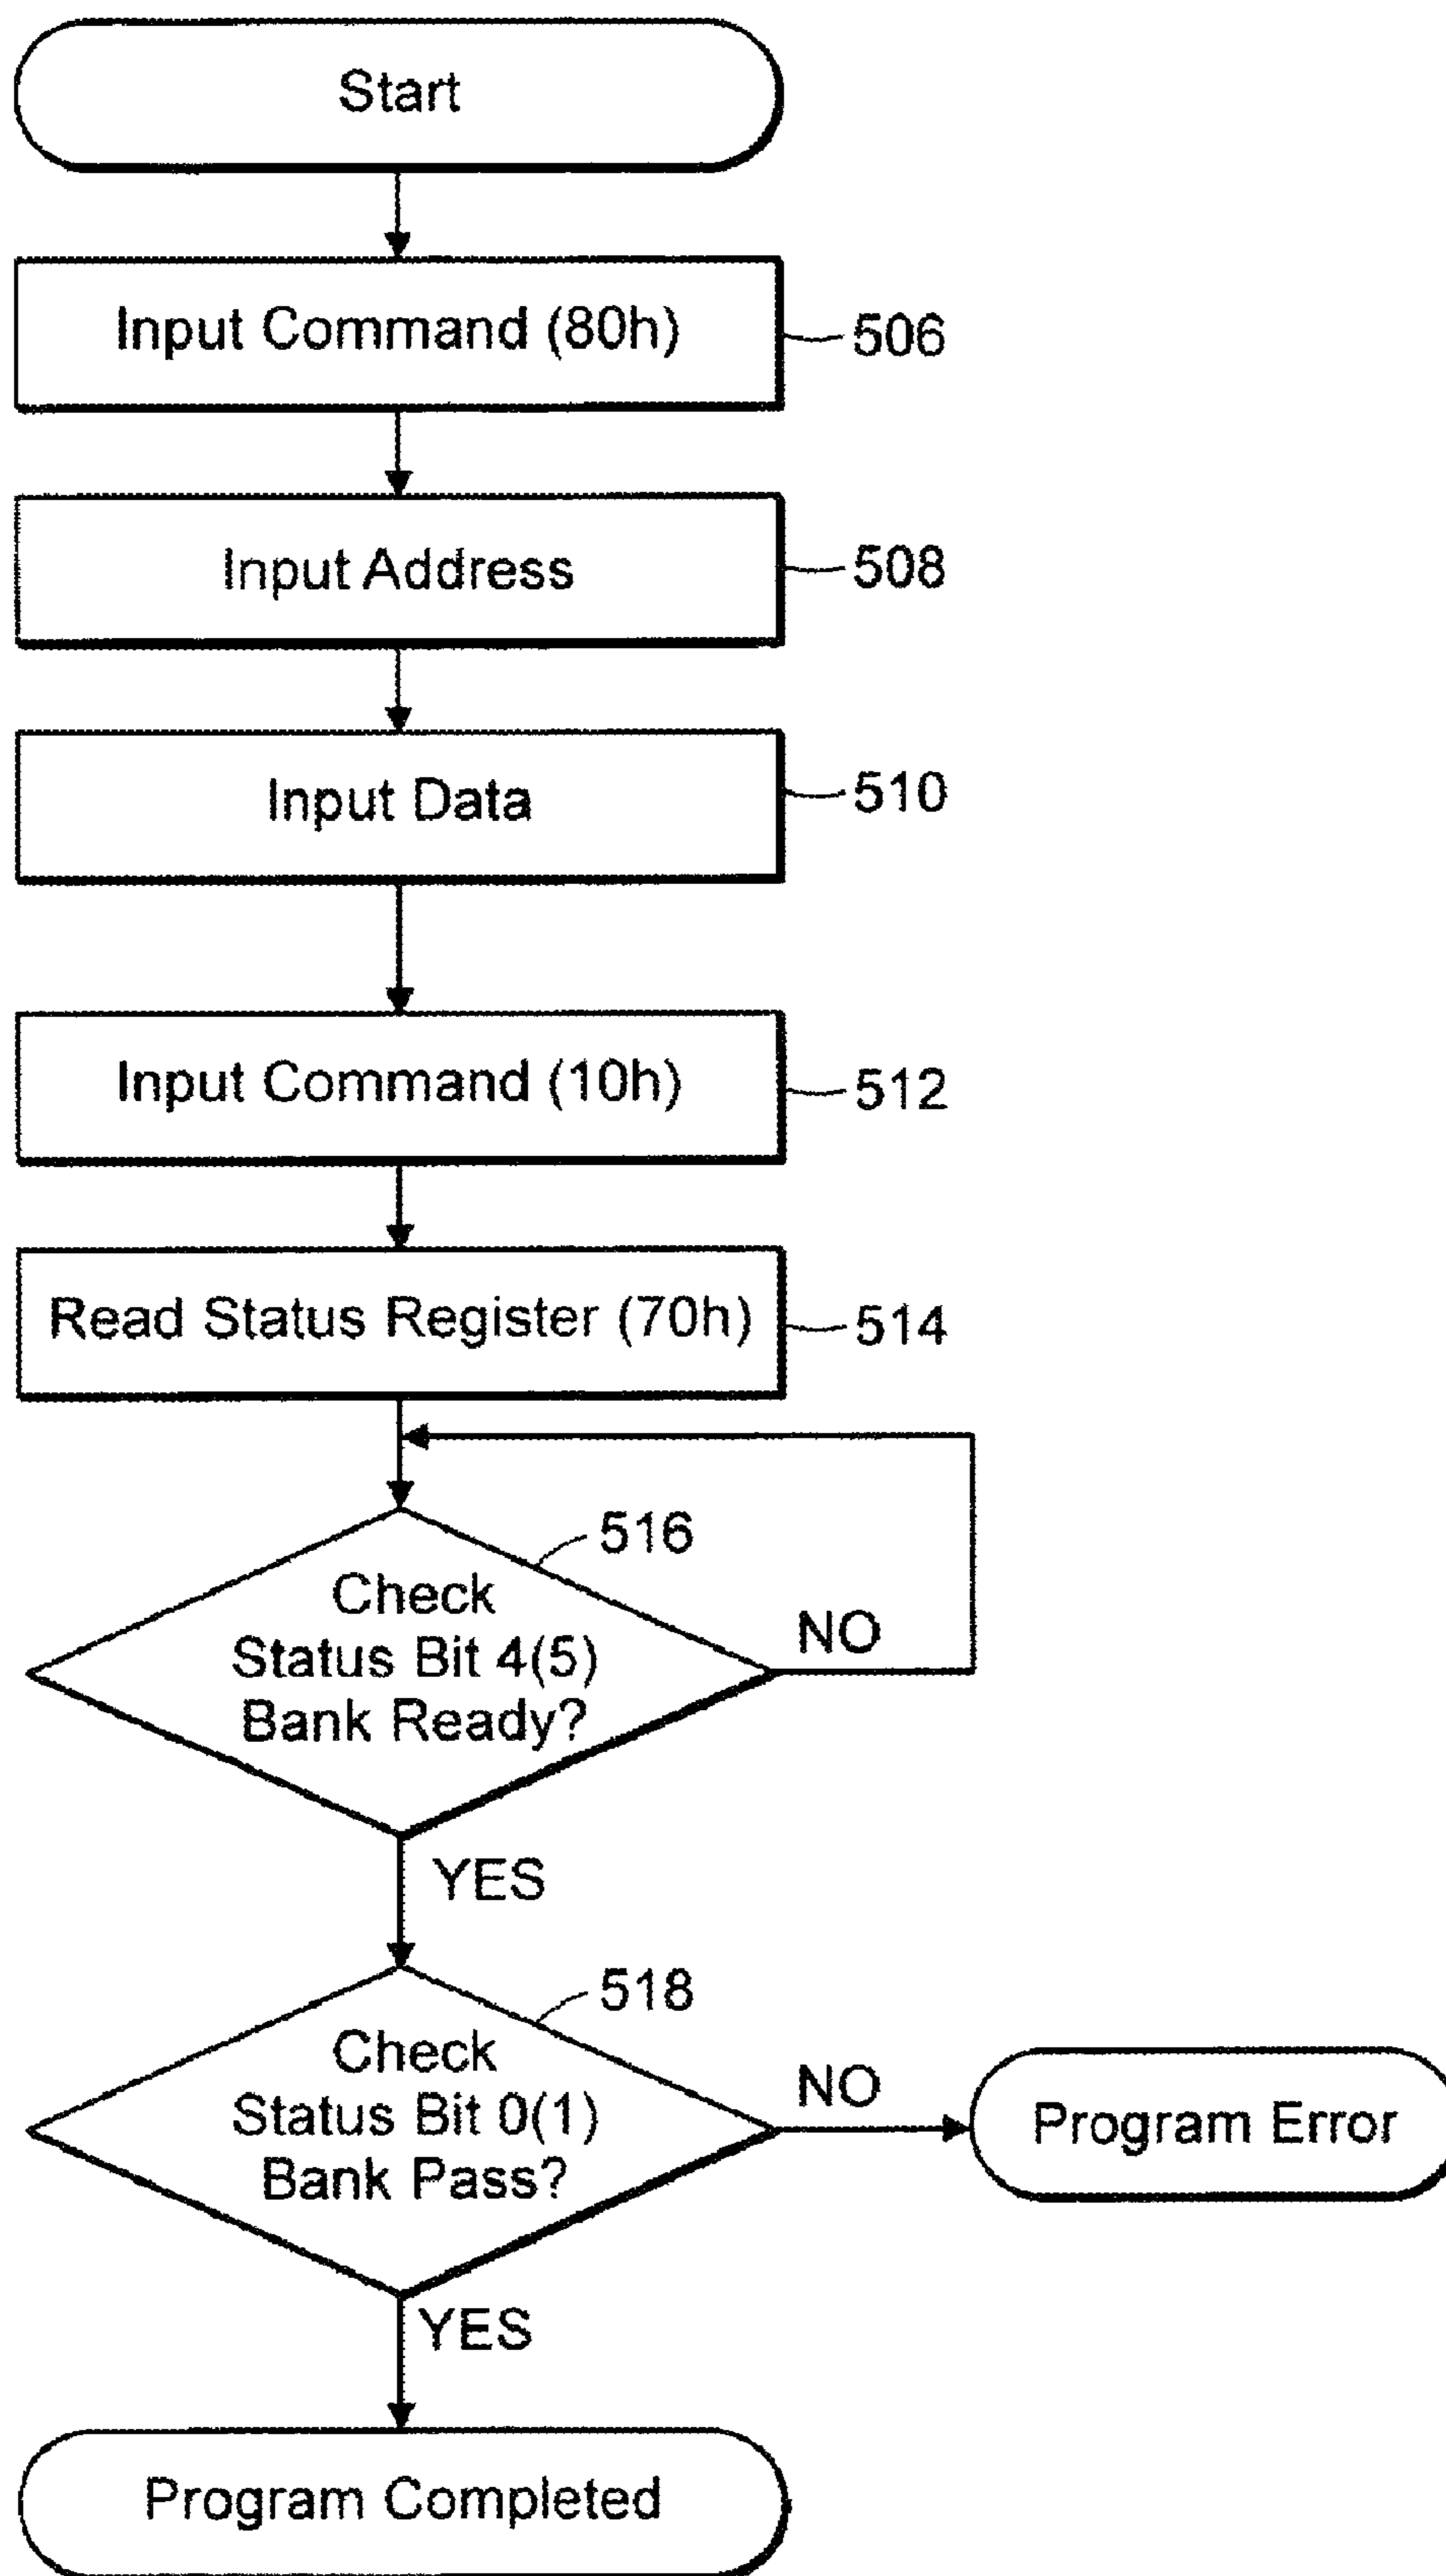 Start
Input Command (80h)
506
Input Address
508
Input Data
510
Input Command (10h)
512
Read Status Register (70h)
514
516
Check
Status Bit 4(5)
Bank Ready?
NO
YES
518
Check
Status Bit 0(1)
Bank Pass?
NO
Program Error
YES
Program Completed